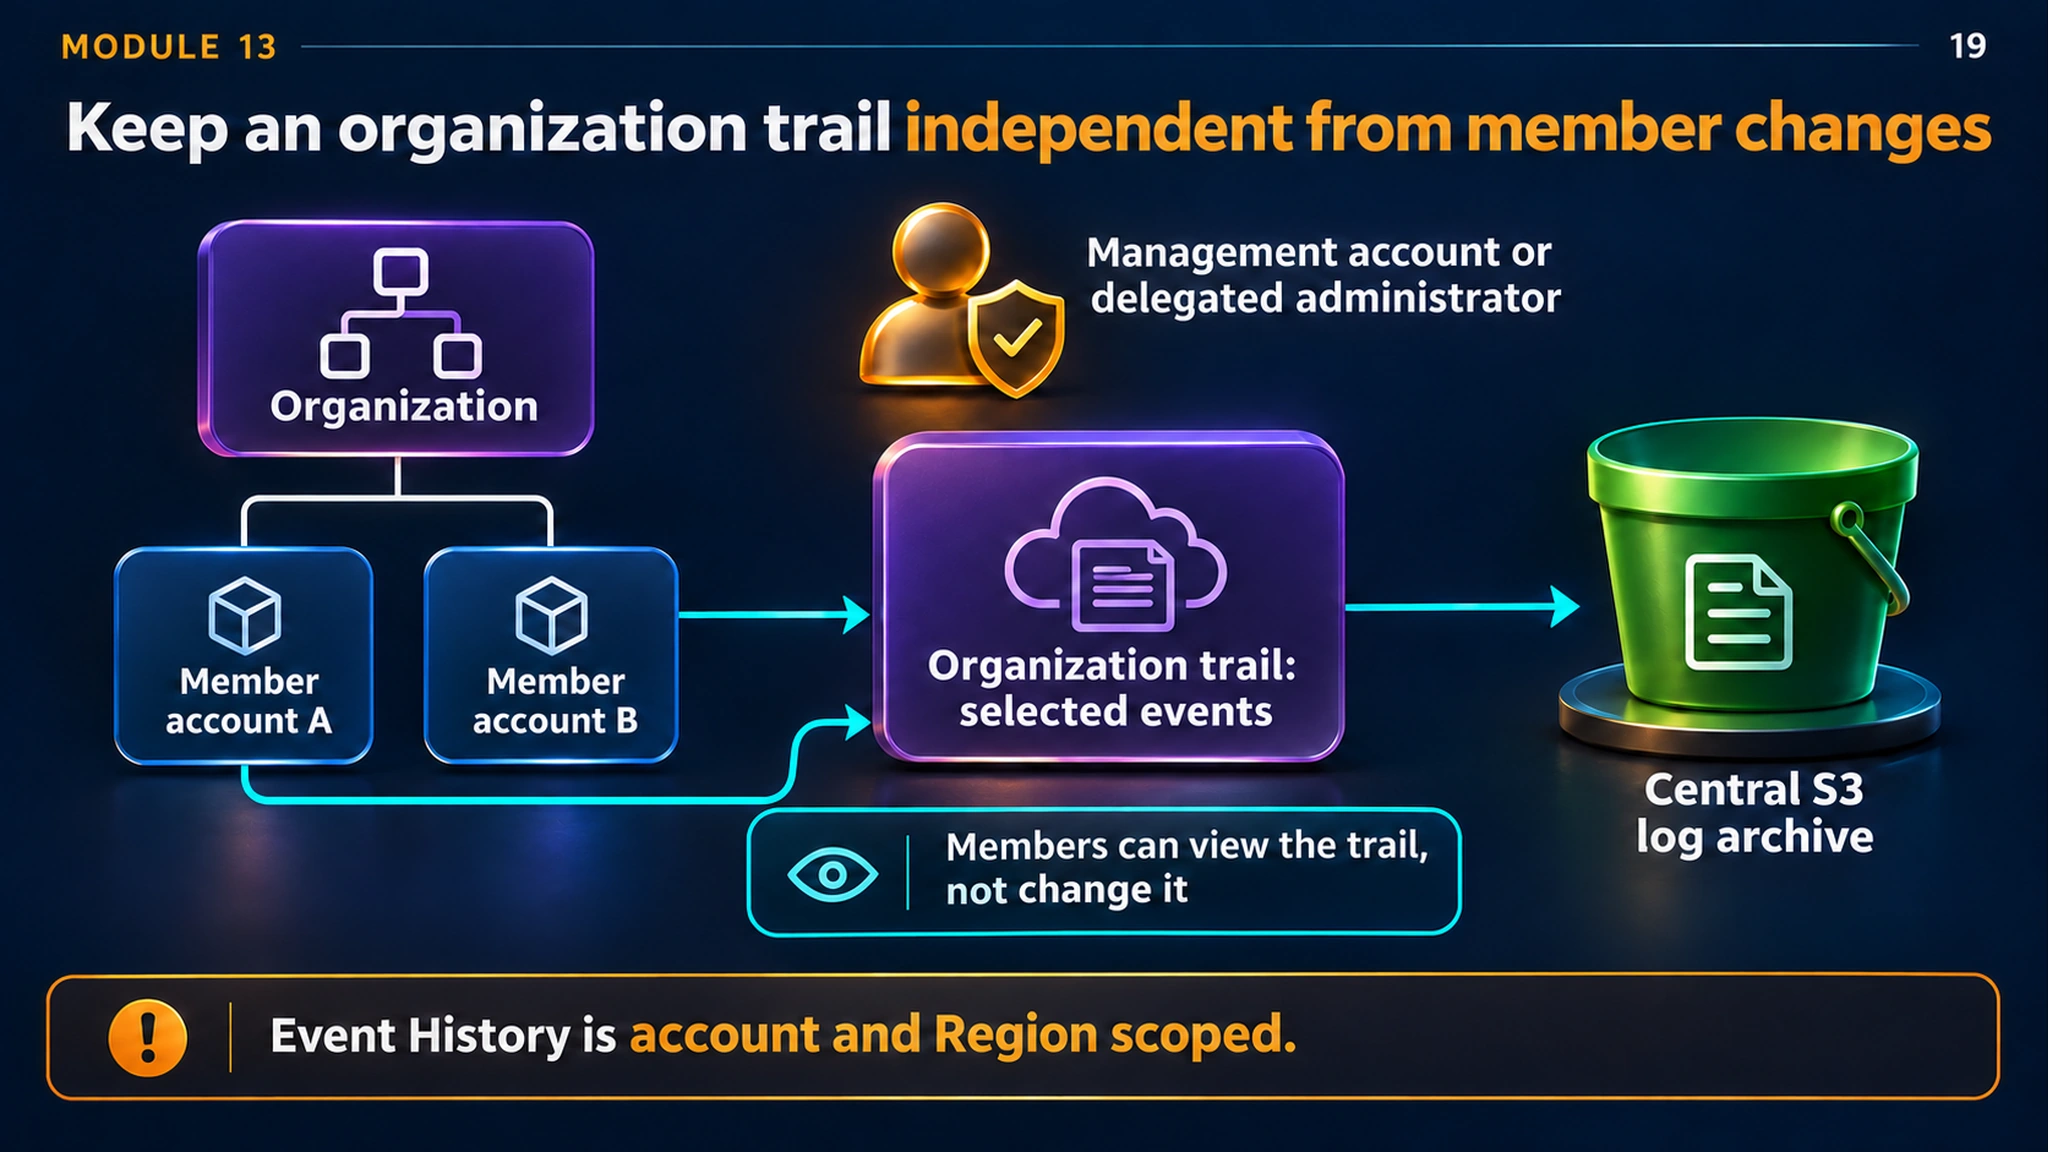 MODULE 13
19
Keep an organization trail independent from member changes
Organization
Management account or
delegated administrator
Member
account A
Member
account B
Organization trail:
selected events
Central S3
log archive
Members can view the trail,
not change it
Event History is account and Region scoped.